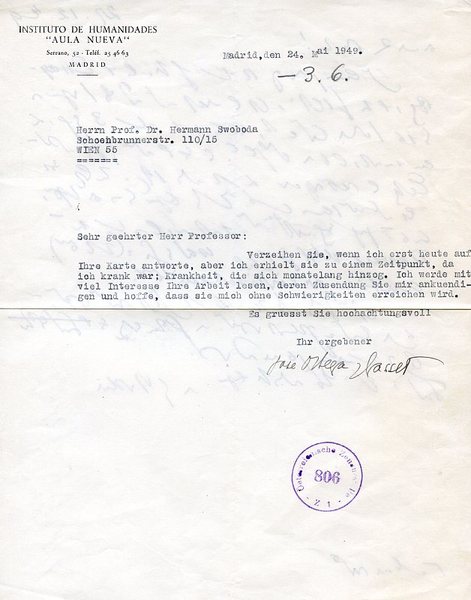 INSTITUTO DE HUMANIDADES
"AULA NUEVA"
Serrano, 50 - Teléf. 25 46 63
MADRID
Madrid,den 24. Mai 1949.
- 3. 6.
Herrn Prof. Dr. Hermann Swoboda
Schoenbrunnerstr. 110/15
WIEN 55
=======
Sehr geehrter Herr Professor:
Verzeihen Sie, wenn ich erst heute auf
Ihre Karte antworte, aber ich erhielt sie zu einem Zeitpunkt, da
ich krank war; Krankheit, die sich monatelang hinzog. Ich werde mit
viel Interesse Ihre Arbeit lesen, deren Zusendung Sie mir ankuendi-
gen und hoffe, dass sie mich ohne Schwierigkeiten erreichen wird.
Es gruesst Sie hochachtungsvoll
Ihr ergebener
José Ortega y Gasset
Österreichische Zensur
806